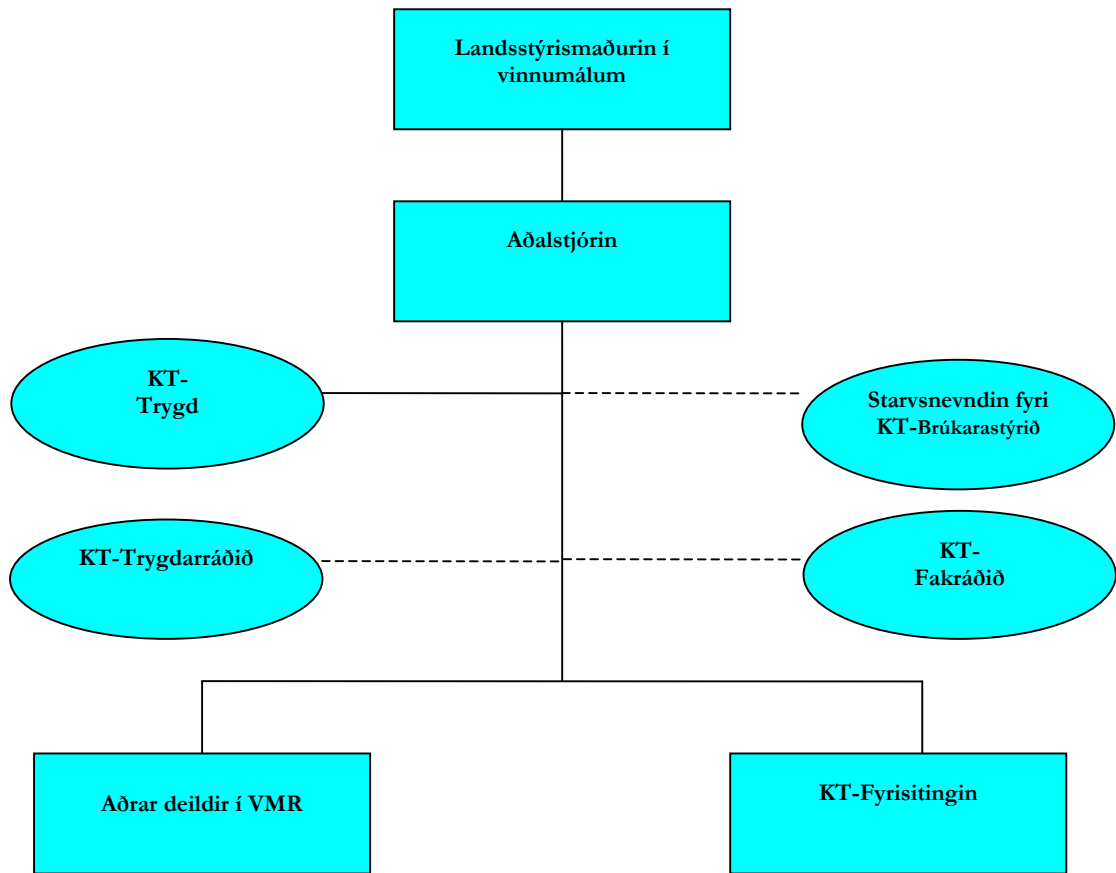 Landsstýrismaðurin í
vinnumálum
Aðalstjórin
KT-
Trygd
Starvsnevndin fyri
KT-Brúkarastýrið
KT-Trygdarráðið
KT-
Fakráðið
Aðrar deildir í VMR
KT-Fyrisitingin